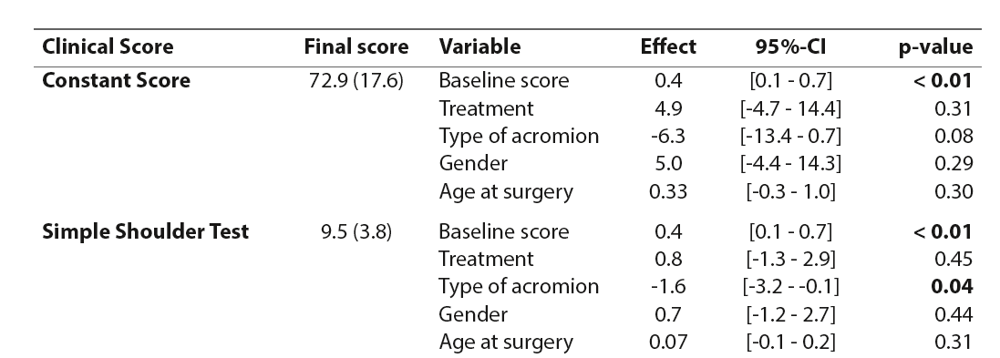 Clinical Score Final score Variable Effect 95%-CI p-value
Constant Score 72.9 (17.6) Baseline score 0.4 [0.1 - 0.7] < 0.01
Treatment 4.9 [-4.7 - 14.4] 0.31
Type of acromion -6.3 [-13.4 - 0.7] 0.08
Gender 5.0 [-4.4 - 14.3] 0.29
Age at surgery 0.33 [-0.3 - 1.0] 0.30
Simple Shoulder Test 9.5 (3.8) Baseline score 0.4 [0.1 - 0.7] < 0.01
Treatment 0.8 [-1.3 - 2.9] 0.45
Type of acromion -1.6 [-3.2 - -0.1] 0.04
Gender 0.7 [-1.2 - 2.7] 0.44
Age at surgery 0.07 [-0.1 - 0.2] 0.31